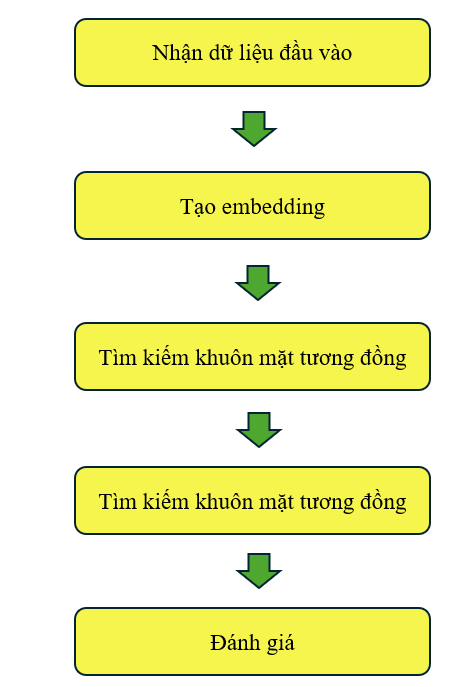 Nhận dữ liệu đầu vào
Tạo embedding
Tìm kiếm khuôn mặt tương đồng
Tìm kiếm khuôn mặt tương đồng
Đánh giá